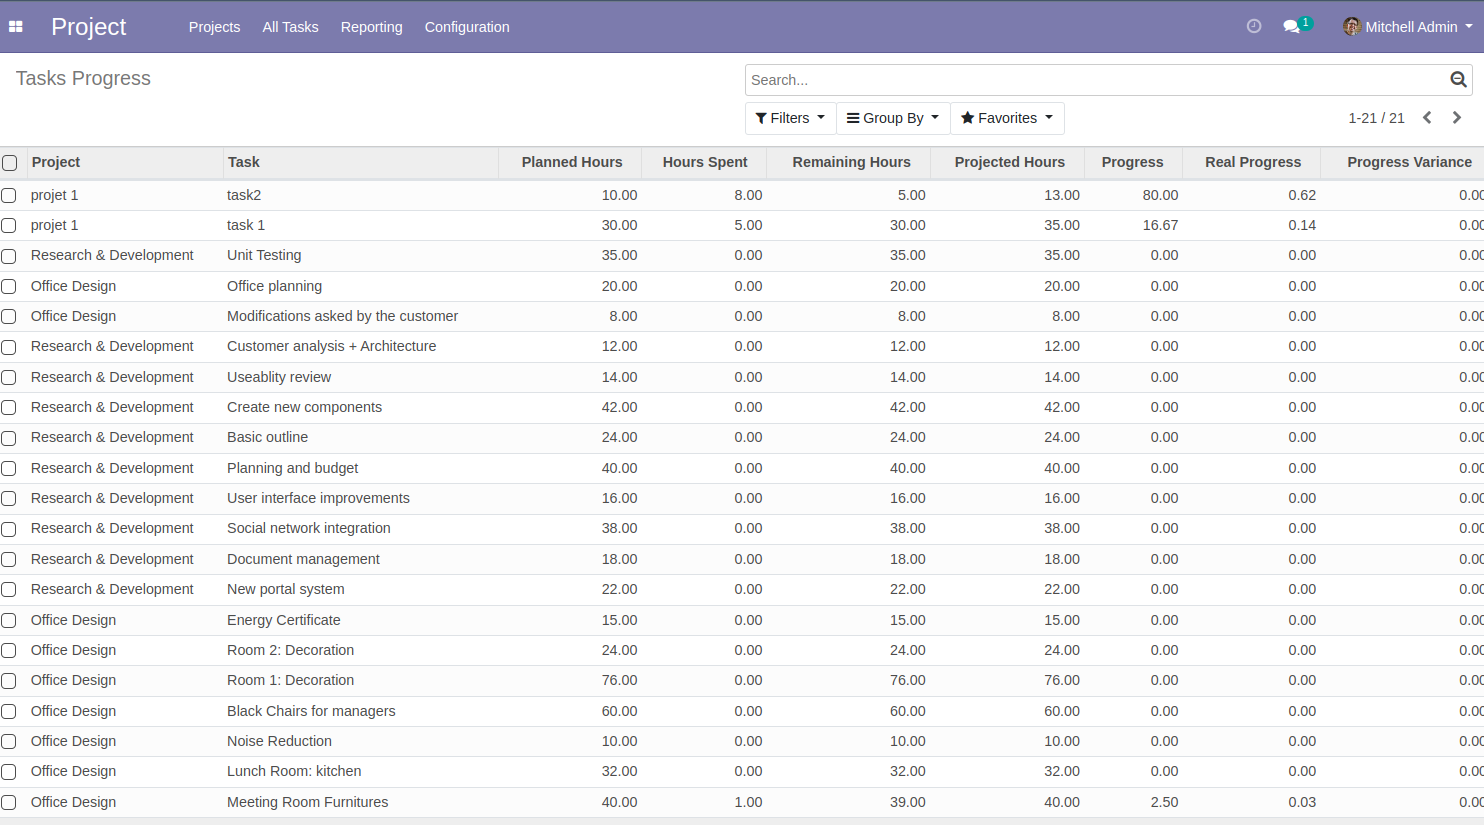 Project Projects All Tasks Reporting Configuration 1 Mitchell Admin
Tasks Progress Search...
Filters Group By Favorites 1-21 / 21
Project Task Planned Hours Hours Spent Remaining Hours Projected Hours Progress Real Progress Progress Variance
projet 1 task2 10.00 8.00 5.00 13.00 80.00 0.62 0.00
projet 1 task 1 30.00 5.00 30.00 35.00 16.67 0.14 0.00
Research & Development Unit Testing 35.00 0.00 35.00 35.00 0.00 0.00 0.00
Office Design Office planning 20.00 0.00 20.00 20.00 0.00 0.00 0.00
Office Design Modifications asked by the customer 8.00 0.00 8.00 8.00 0.00 0.00 0.00
Research & Development Customer analysis + Architecture 12.00 0.00 12.00 12.00 0.00 0.00 0.00
Research & Development Useablity review 14.00 0.00 14.00 14.00 0.00 0.00 0.00
Research & Development Create new components 42.00 0.00 42.00 42.00 0.00 0.00 0.00
Research & Development Basic outline 24.00 0.00 24.00 24.00 0.00 0.00 0.00
Research & Development Planning and budget 40.00 0.00 40.00 40.00 0.00 0.00 0.00
Research & Development User interface improvements 16.00 0.00 16.00 16.00 0.00 0.00 0.00
Research & Development Social network integration 38.00 0.00 38.00 38.00 0.00 0.00 0.00
Research & Development Document management 18.00 0.00 18.00 18.00 0.00 0.00 0.00
Research & Development New portal system 22.00 0.00 22.00 22.00 0.00 0.00 0.00
Office Design Energy Certificate 15.00 0.00 15.00 15.00 0.00 0.00 0.00
Office Design Room 2: Decoration 24.00 0.00 24.00 24.00 0.00 0.00 0.00
Office Design Room 1: Decoration 76.00 0.00 76.00 76.00 0.00 0.00 0.00
Office Design Black Chairs for managers 60.00 0.00 60.00 60.00 0.00 0.00 0.00
Office Design Noise Reduction 10.00 0.00 10.00 10.00 0.00 0.00 0.00
Office Design Lunch Room: kitchen 32.00 0.00 32.00 32.00 0.00 0.00 0.00
Office Design Meeting Room Furnitures 40.00 1.00 39.00 40.00 2.50 0.03 0.00